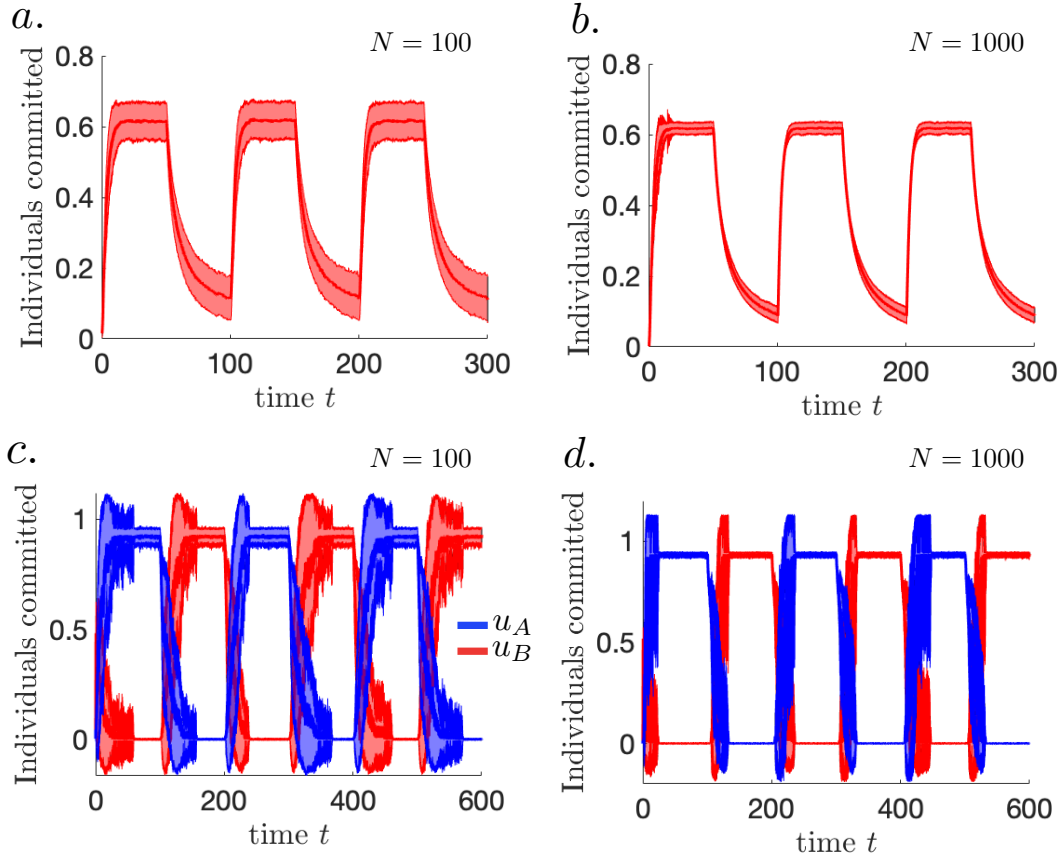 a.
N = 100
Individuals committed
0.8
0.6
0.4
0.2
0
0 100 200 300
time t
b.
N = 1000
Individuals committed
0.8
0.6
0.4
0.2
0
0 100 200 300
time t
c.
N = 100
Individuals committed
1
0.5
0
0 200 400 600
time t
u_A
u_B
d.
N = 1000
Individuals committed
1
0.5
0
0 200 400 600
time t